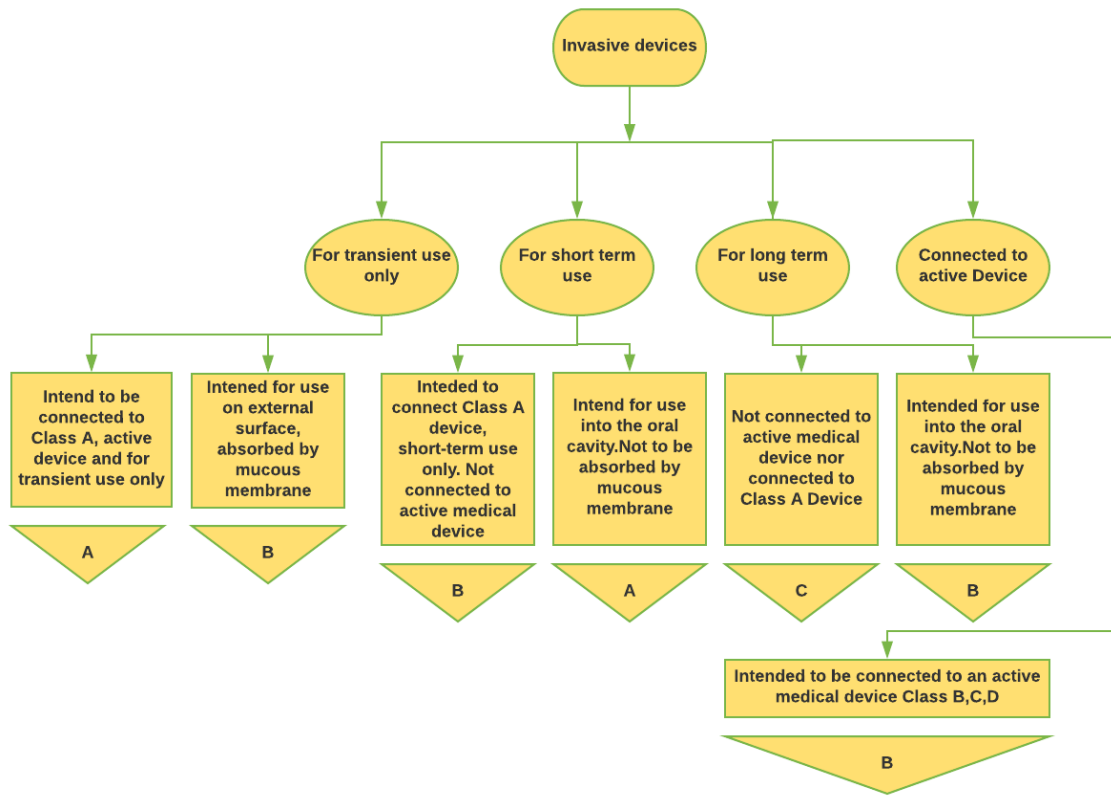 Invasive devices
For transient use
only
For short term
use
For long term
use
Connected to
active Device
Intend to be
connected to
Class A, active
device and for
transient use only
Intened for use
on external
surface,
absorbed by
mucous
membrane
Inteded to
connect Class A
device,
short-term use
only. Not
connected to
active medical
device
Intend for use
into the oral
cavity.Not to be
absorbed by
mucous
membrane
Not connected to
active medical
device nor
connected to
Class A Device
Intended for use
into the oral
cavity.Not to be
absorbed by
mucous
membrane
A
B
B
A
C
B
Intended to be connected to an active
medical device Class B,C,D
B